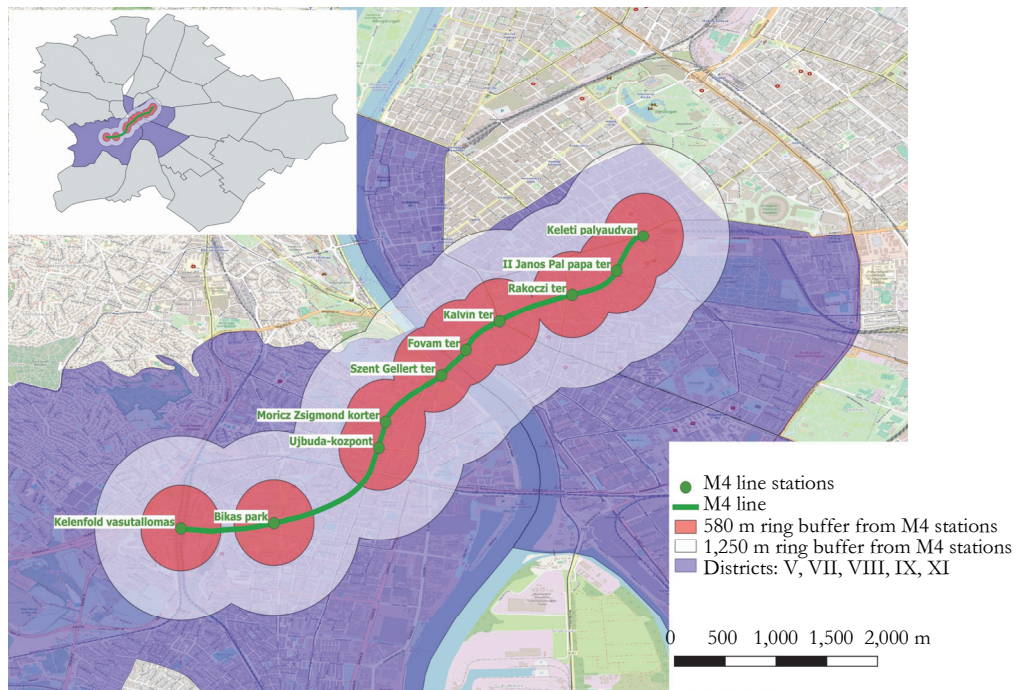 Keleti palyaudvar
II Janos Pal papa ter
Rakoczi ter
Kalvin ter
Fovam ter
Szent Gellert ter
Moricz Zsigmond korter
Ujbuda-kozpont
Bikas park
Kelenfold vasutallomas
M4 line stations
M4 line
580 m ring buffer from M4 stations
1,250 m ring buffer from M4 stations
Districts: V, VII, VIII, IX, XI
0 500 1,000 1,500 2,000 m